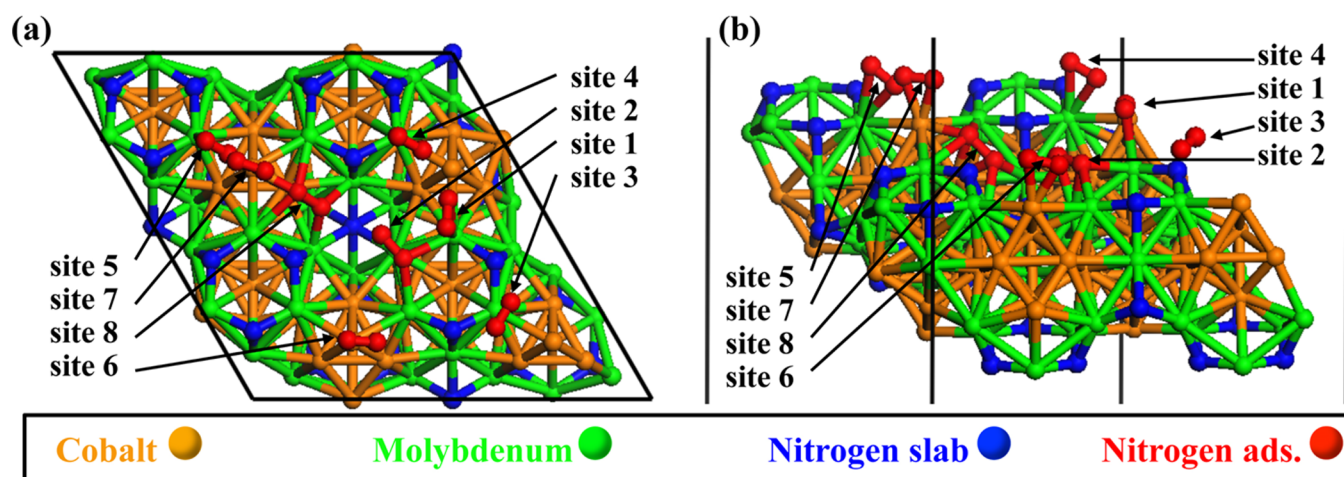 (a)
site 4
site 2
site 1
site 3
site 5
site 7
site 8
site 6
(b)
site 4
site 1
site 3
site 2
site 5
site 7
site 8
site 6
Cobalt Molybdenum Nitrogen slab Nitrogen ads.